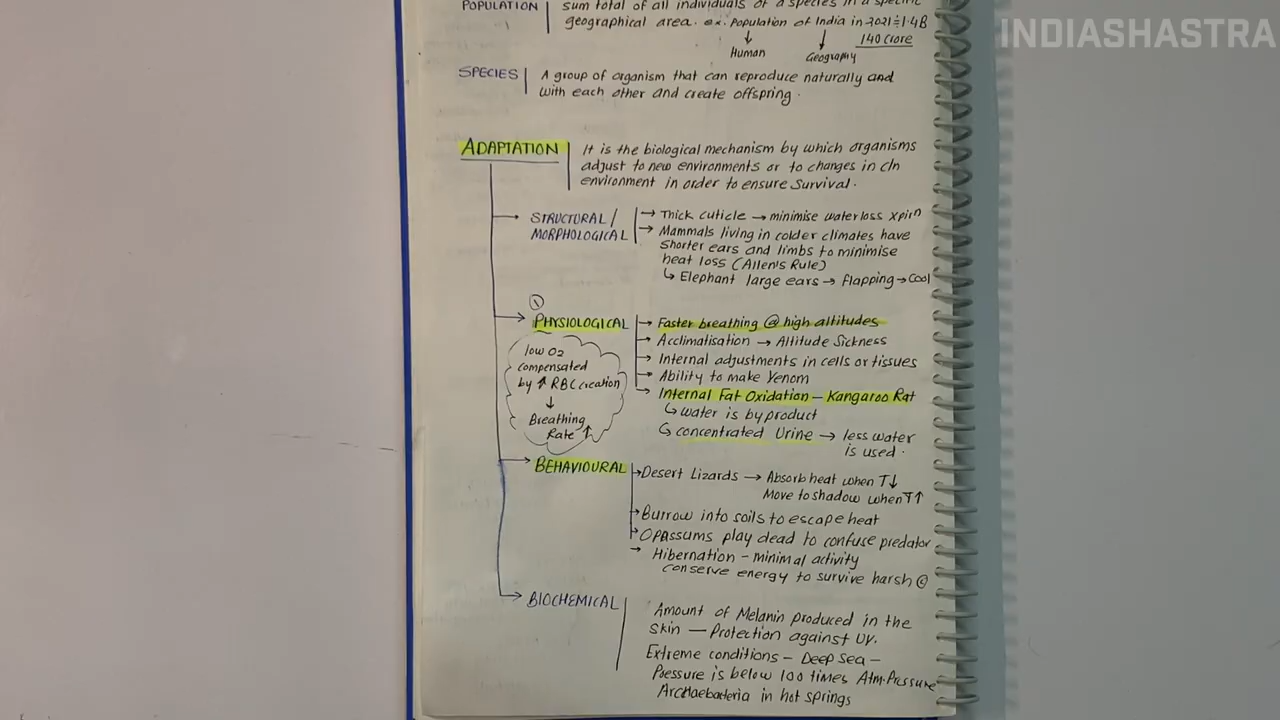 INDIASHASTRA
POPULATION sum total of all individuals of a species in a specific
geographical area. ex. Population of India in 2021 ≈ 1.4B
↓ ↓ 140 Crore
Human Geography
SPECIES A group of organism that can reproduce naturally and
with each other and create offspring.
ADAPTATION It is the biological mechanism by which organisms
adjust to new environments or to changes in c/n
environment in order to ensure survival.
→ STRUCTURAL/ → Thick cuticle → minimise water loss xpirn
MORPHOLOGICAL → Mammals living in colder climates have
shorter ears and limbs to minimise
heat loss (Allen's Rule)
↳ Elephant large ears → flapping → Cool
①
→ PHYSIOLOGICAL → Faster breathing @ high altitudes
→ Acclimatisation → Altitude Sickness
→ Internal adjustments in cells or tissues
→ Ability to make Venom
→ Internal Fat Oxidation – Kangaroo Rat
↳ water is by product
↳ concentrated Urine → less water
is used.
low O2
compensated
by ↑ RBC creation
↓
Breathing
Rate ↑
→ BEHAVIOURAL → Desert Lizards → Absorb heat when T↓
Move to shadow when T↑
→ Burrow into soils to escape heat
→ Opassums play dead to confuse predator
→ Hibernation – minimal activity
conserve energy to survive harsh ©
→ BIOCHEMICAL Amount of Melanin produced in the
skin — Protection against UV.
Extreme conditions – Deep Sea –
Pressure is below 100 times Atm. Pressure
Archaebacteria in hot springs